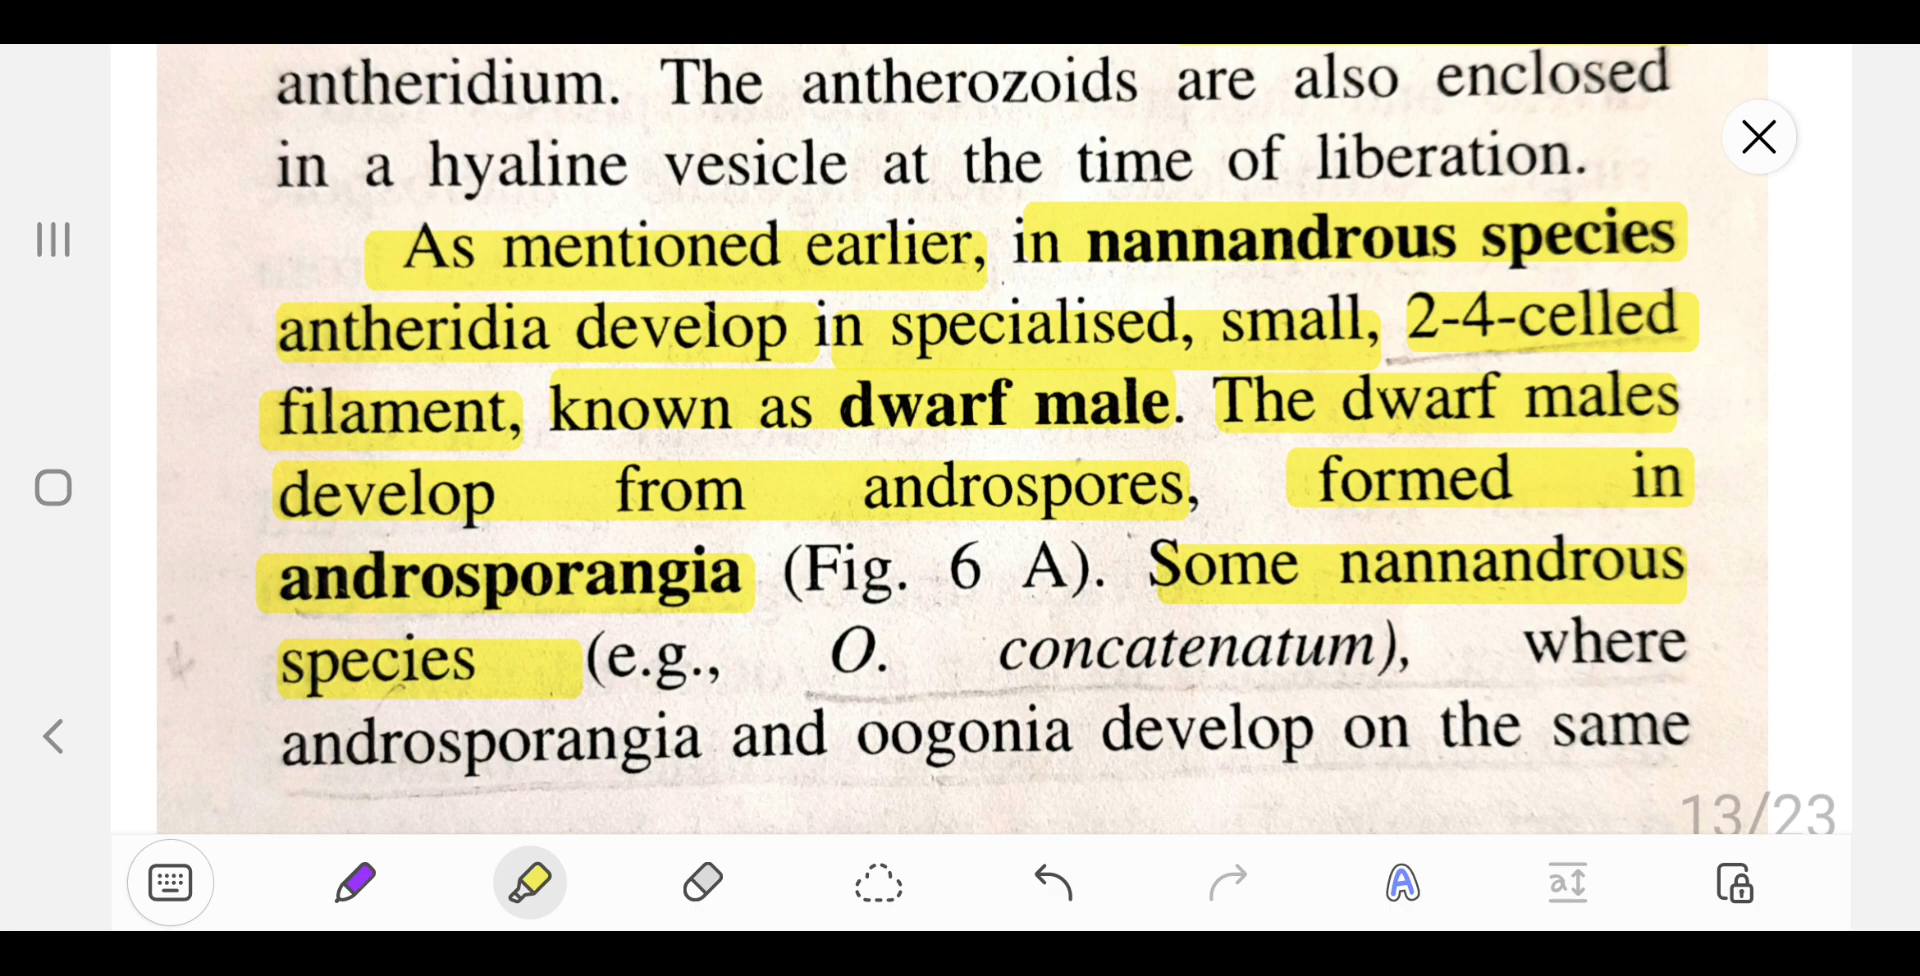 antheridium. The antherozoids are also enclosed
in a hyaline vesicle at the time of liberation.
As mentioned earlier, in nannandrous species
antheridia develop in specialised, small, 2-4-celled
filament, known as dwarf male. The dwarf males
develop from androspores, formed in
androsporangia (Fig. 6 A). Some nannandrous
species (e.g., O. concatenatum), where
androsporangia and oogonia develop on the same
13/23
A
a